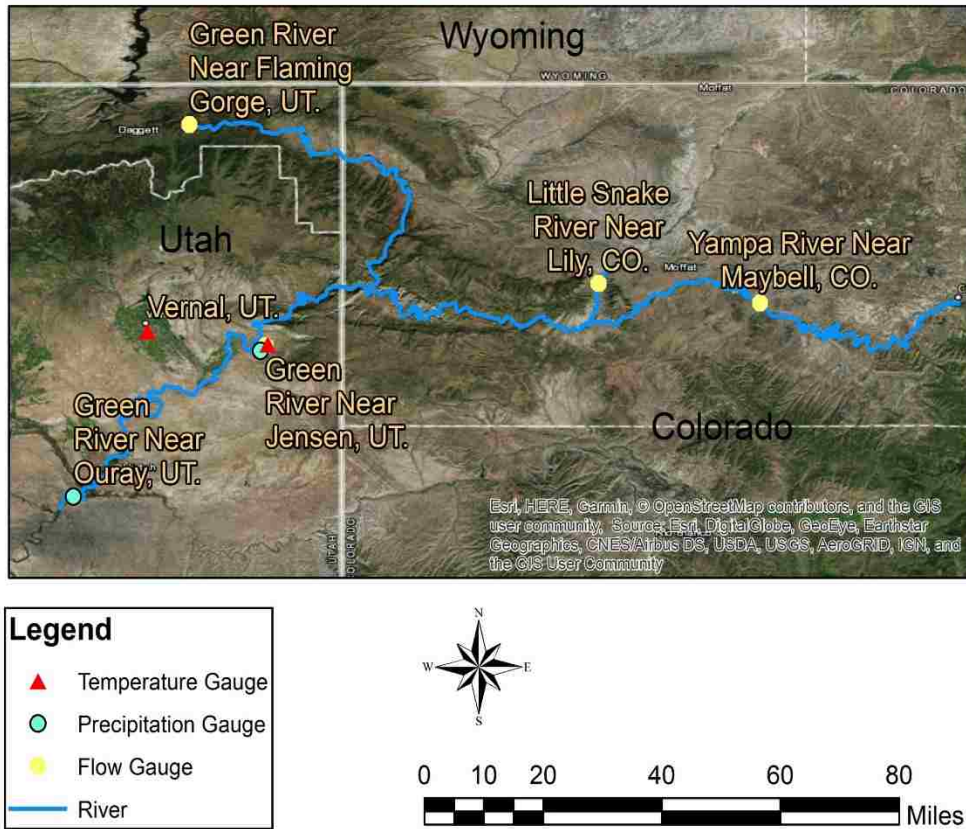 Green River
Near Flaming
Gorge, UT.
Wyoming
WYOMING
Moffat
COLORADO
Daggett
Little Snake
River Near
Lily, CO.
Yampa River Near
Maybell, CO.
Moffat
Utah
Vernal, UT.
Green
River Near
Jensen, UT.
Green
River Near
Ouray, UT.
Colorado
UTAH
COLORADO
Esri, HERE, Garmin, © OpenStreetMap contributors, and the GIS
user community, Source: Esri, DigitalGlobe, GeoEye, Earthstar
Geographics, CNES/Airbus DS, USDA, USGS, AeroGRID, IGN, and
the GIS User Community
Legend
Temperature Gauge
Precipitation Gauge
Flow Gauge
River
N
W
E
S
0 10 20 40 60 80
Miles